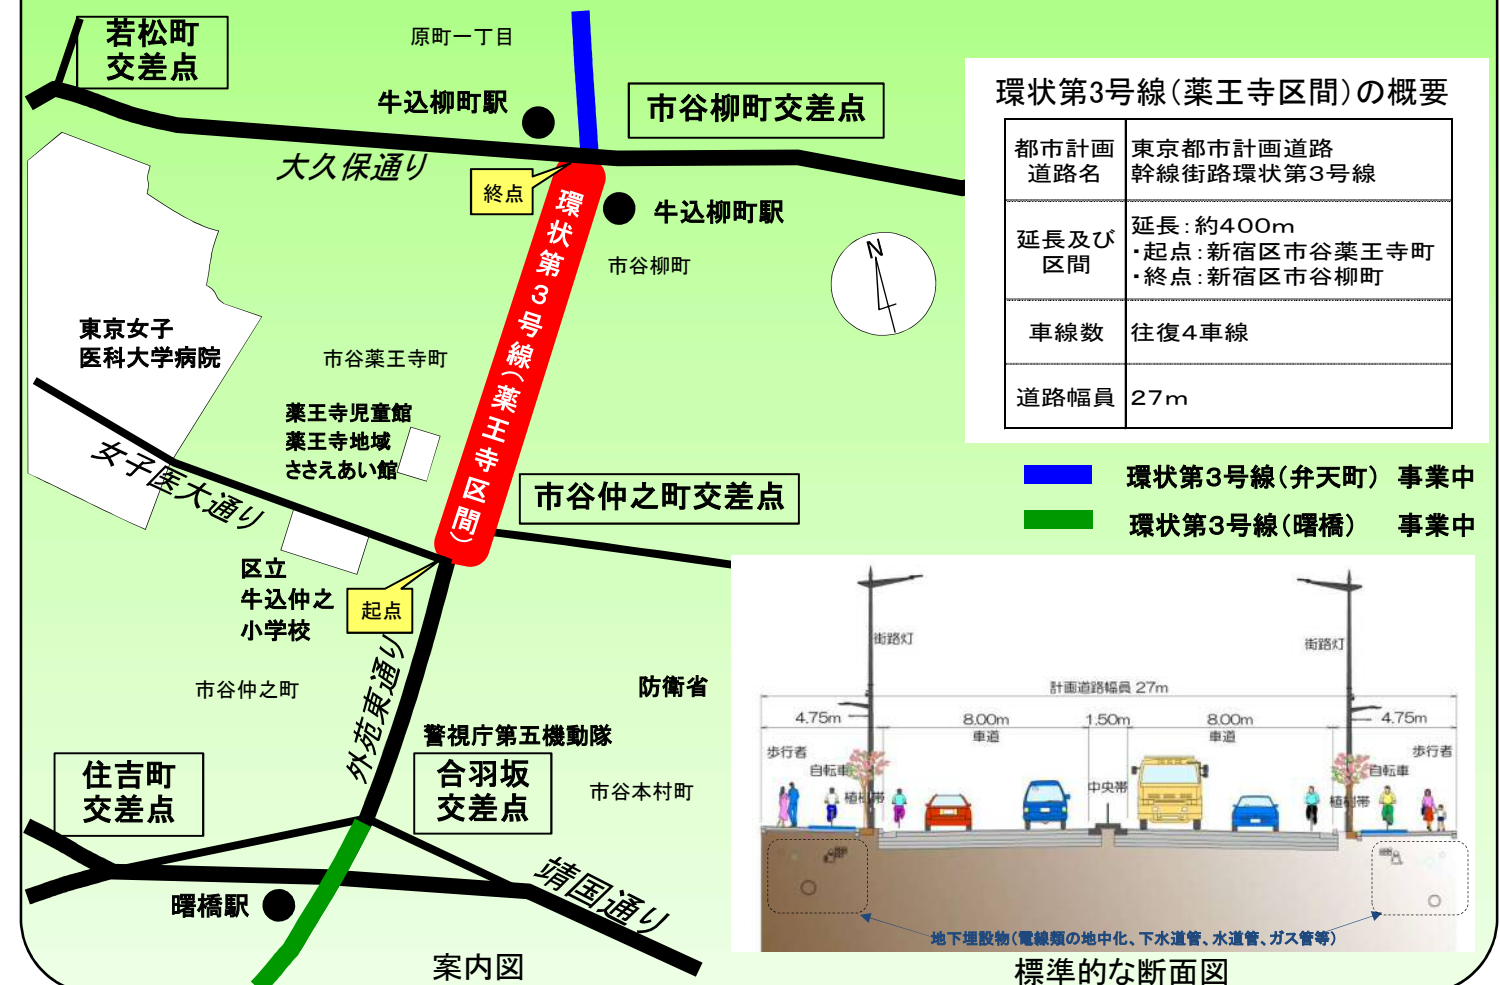 若松町
交差点
原町一丁目
牛込柳町駅
市谷柳町交差点
大久保通り
終点
牛込柳町駅
市谷柳町
環状第3号線(薬王寺区間)
N
東京女子
医科大学病院
市谷薬王寺町
薬王寺児童館
薬王寺地域
ささえあい館
女子医大通り
市谷仲之町交差点
区立
牛込仲之
小学校
起点
市谷仲之町
外苑東通り
防衛省
警視庁第五機動隊
住吉町
交差点
合羽坂
交差点
市谷本村町
曙橋駅
靖国通り
案内図
環状第3号線(薬王寺区間)の概要
都市計画
道路名
東京都市計画道路
幹線街路環状第3号線
延長及び
区間
延長:約400m
・起点:新宿区市谷薬王寺町
・終点:新宿区市谷柳町
車線数
往復4車線
道路幅員
27m
環状第3号線(弁天町) 事業中
環状第3号線(曙橋) 事業中
街路灯
街路灯
計画道路幅員 27m
4.75m
8.00m
1.50m
8.00m
4.75m
車道
車道
歩行者
歩行者
自転車
自転車
植樹帯
中央帯
植樹帯
地下埋設物(電線類の地中化、下水道管、水道管、ガス管等)
標準的な断面図